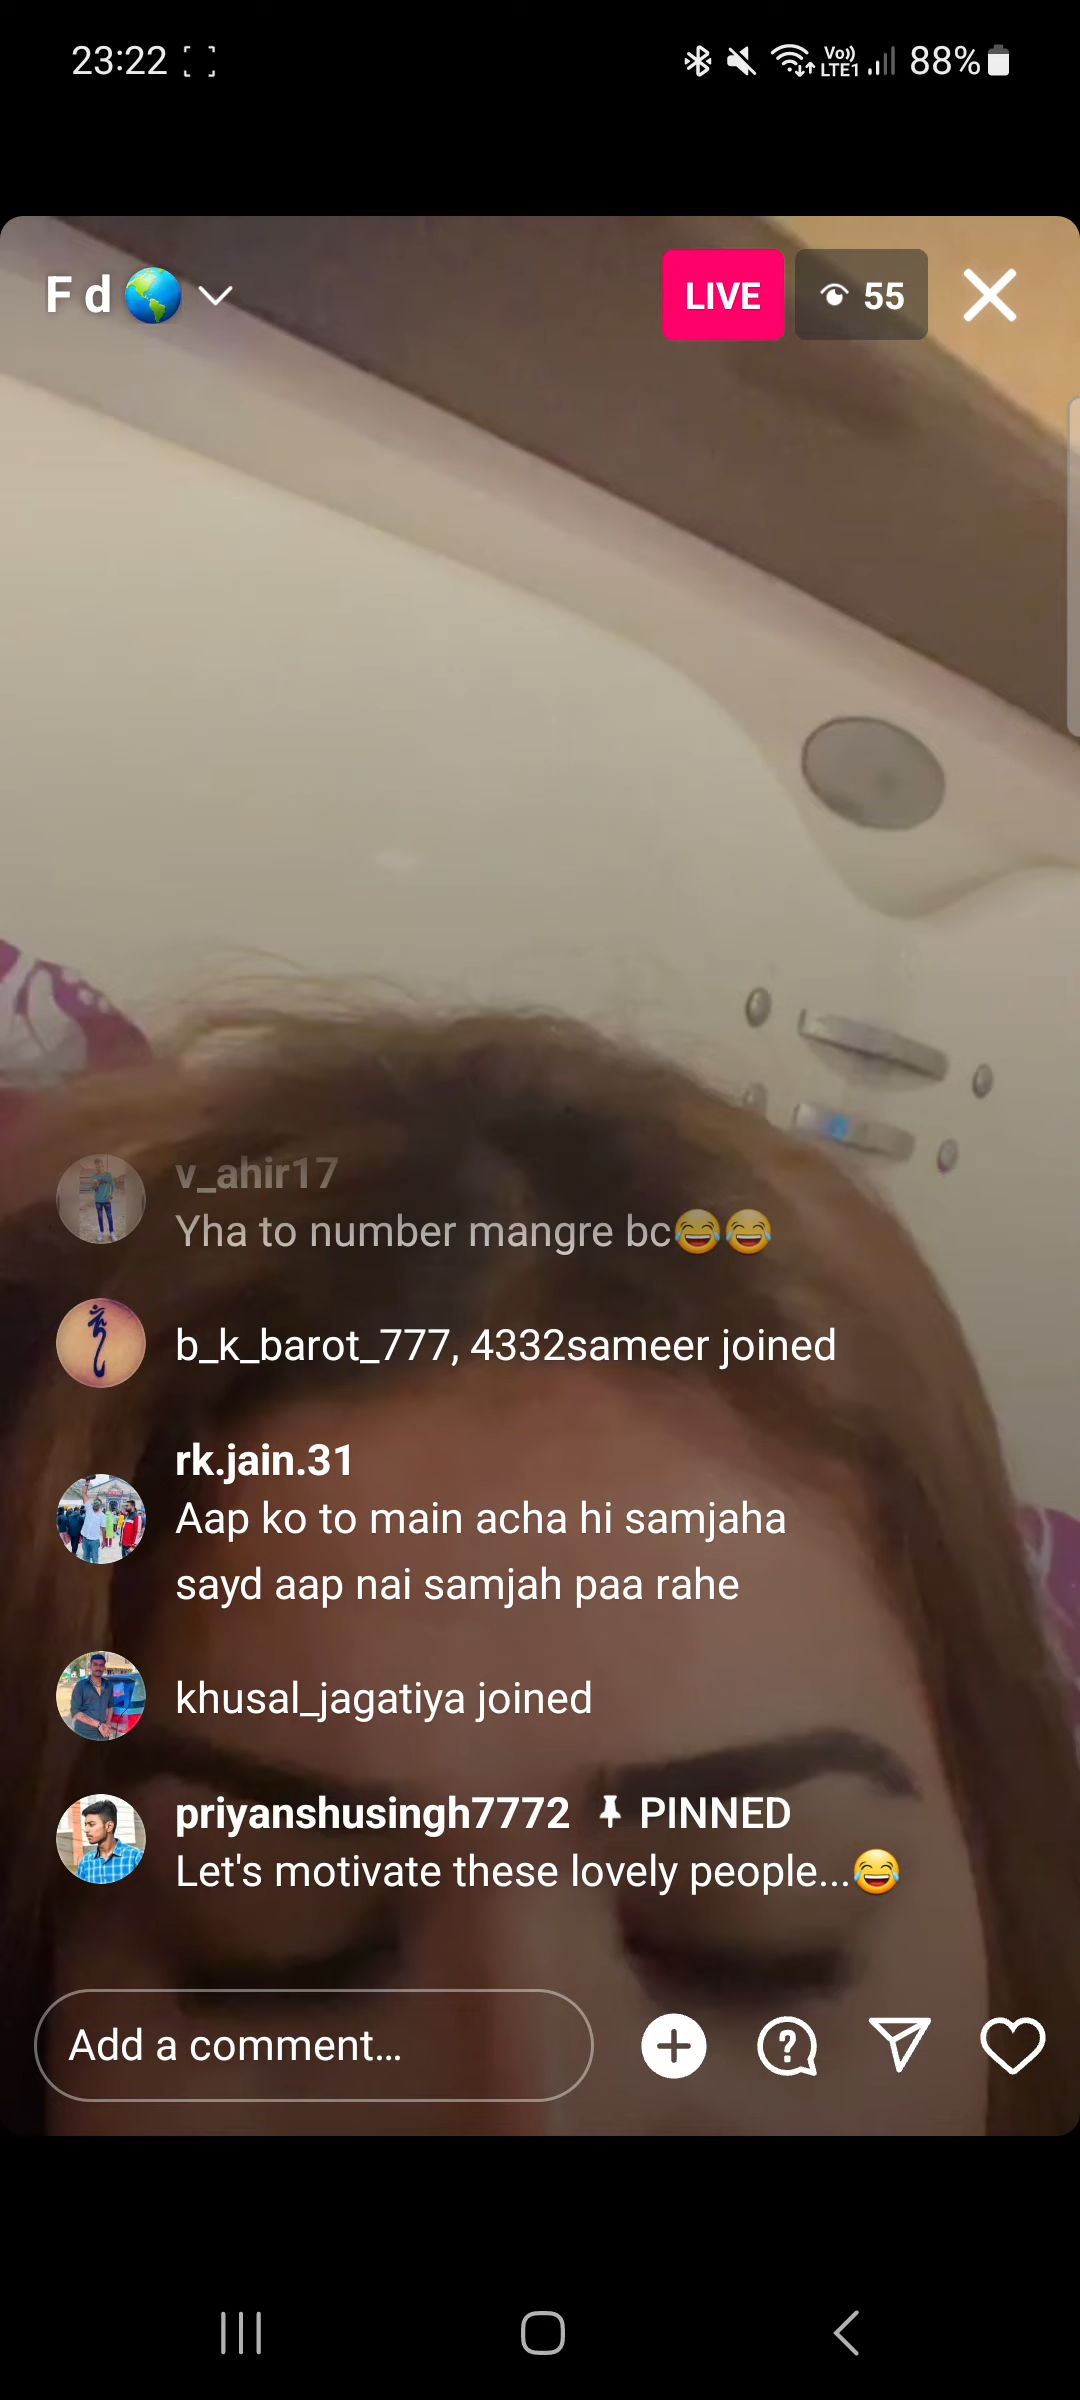 23:22
Vo))
LTE1
88%
F d 🌎
LIVE
55
v_ahir17
Yha to number mangre bc😂😂
b_k_barot_777, 4332sameer joined
rk.jain.31
Aap ko to main acha hi samjaha
sayd aap nai samjah paa rahe
khusal_jagatiya joined
priyanshusingh7772 📌 PINNED
Let's motivate these lovely people...😂
Add a comment...